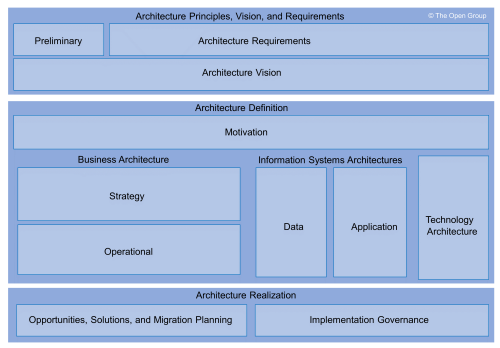 Architecture Principles, Vision, and Requirements
© The Open Group
Preliminary
Architecture Requirements
Architecture Vision
Architecture Definition
Motivation
Business Architecture
Information Systems Architectures
Strategy
Operational
Data
Application
Technology
Architecture
Architecture Realization
Opportunities, Solutions, and Migration Planning
Implementation Governance